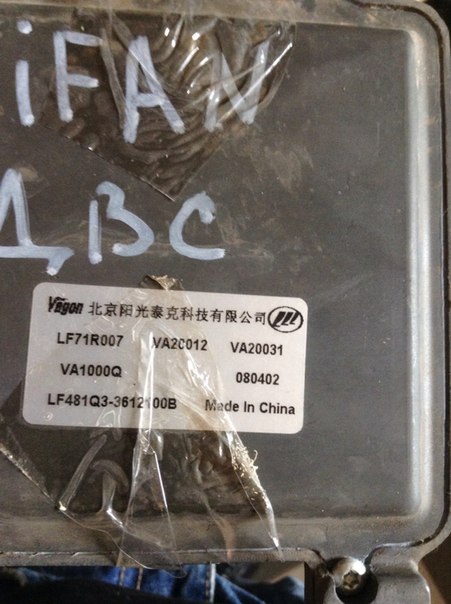 iFAN
ДВС
Vagon 北京阳光泰克科技有限公司
LF71R007 VA20012 VA20031
VA1000Q 080402
LF481Q3-3612100B Made In China